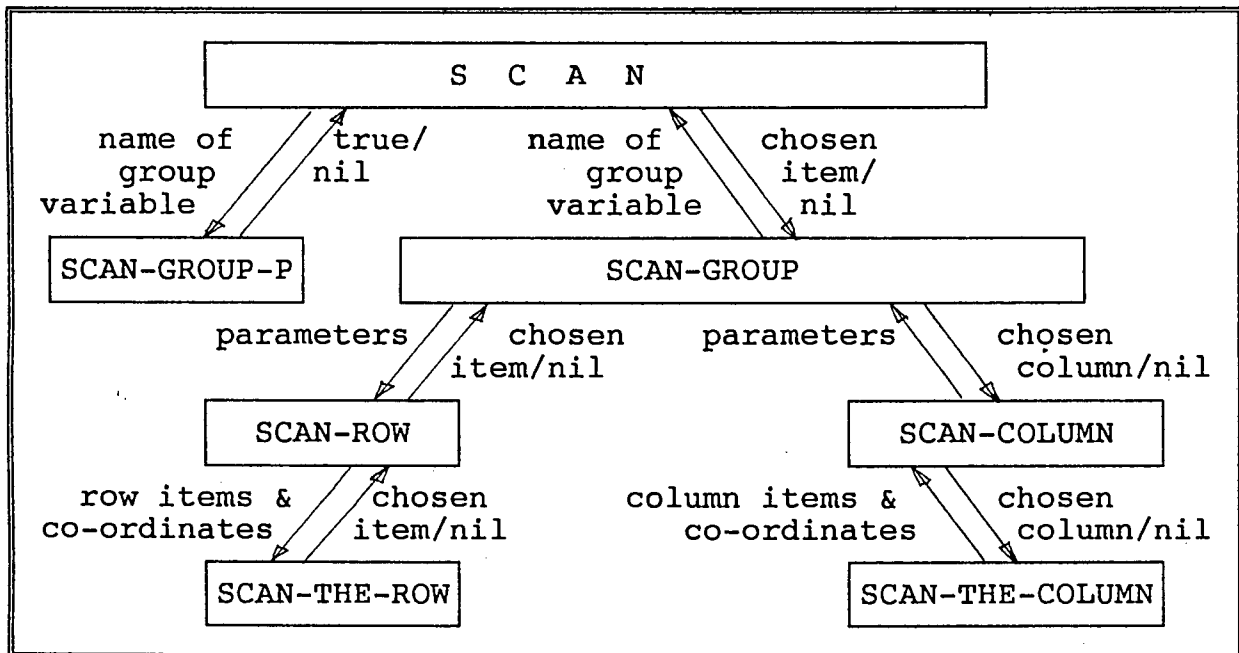 S C A N
name of
group
variable
true/
nil
name of
group
variable
chosen
item/
nil
SCAN-GROUP-P
SCAN-GROUP
parameters
chosen
item/nil
parameters
chosen
column/nil
SCAN-ROW
SCAN-COLUMN
row items &
co-ordinates
chosen
item/nil
column items &
co-ordinates
chosen
column/nil
SCAN-THE-ROW
SCAN-THE-COLUMN